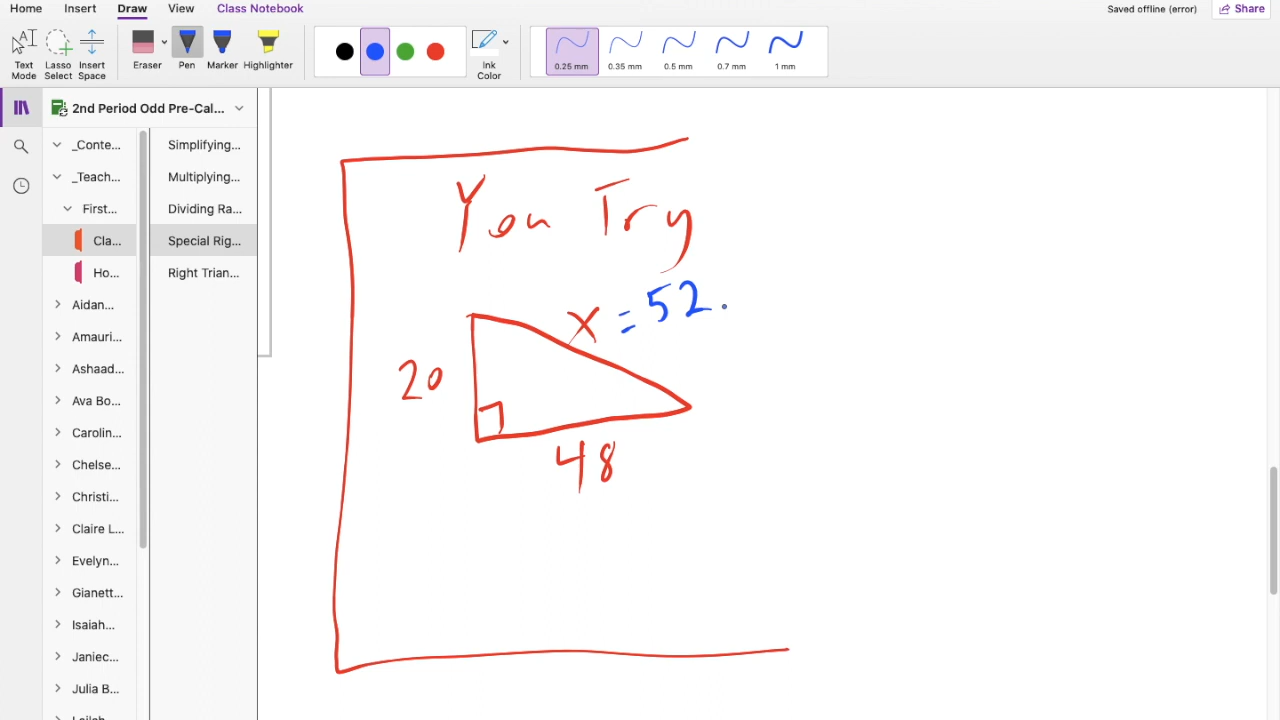 Home Insert Draw View Class Notebook Saved offline (error) Share
Text Mode
Lasso Select
Insert Space
Eraser
Pen
Marker
Highlighter
Ink Color
0.25 mm
0.35 mm
0.5 mm
0.7 mm
1 mm
2nd Period Odd Pre-Cal...
_Conte...
_Teach...
First...
Cla...
Ho...
Aidan...
Amauri...
Ashaad...
Ava Bo...
Carolin...
Chelse...
Christi...
Claire L...
Evelyn...
Gianett...
Isaiah...
Janiec...
Julia B...
Simplifying...
Multiplying...
Dividing Ra...
Special Rig...
Right Trian...
You Try
x = 52
20
48